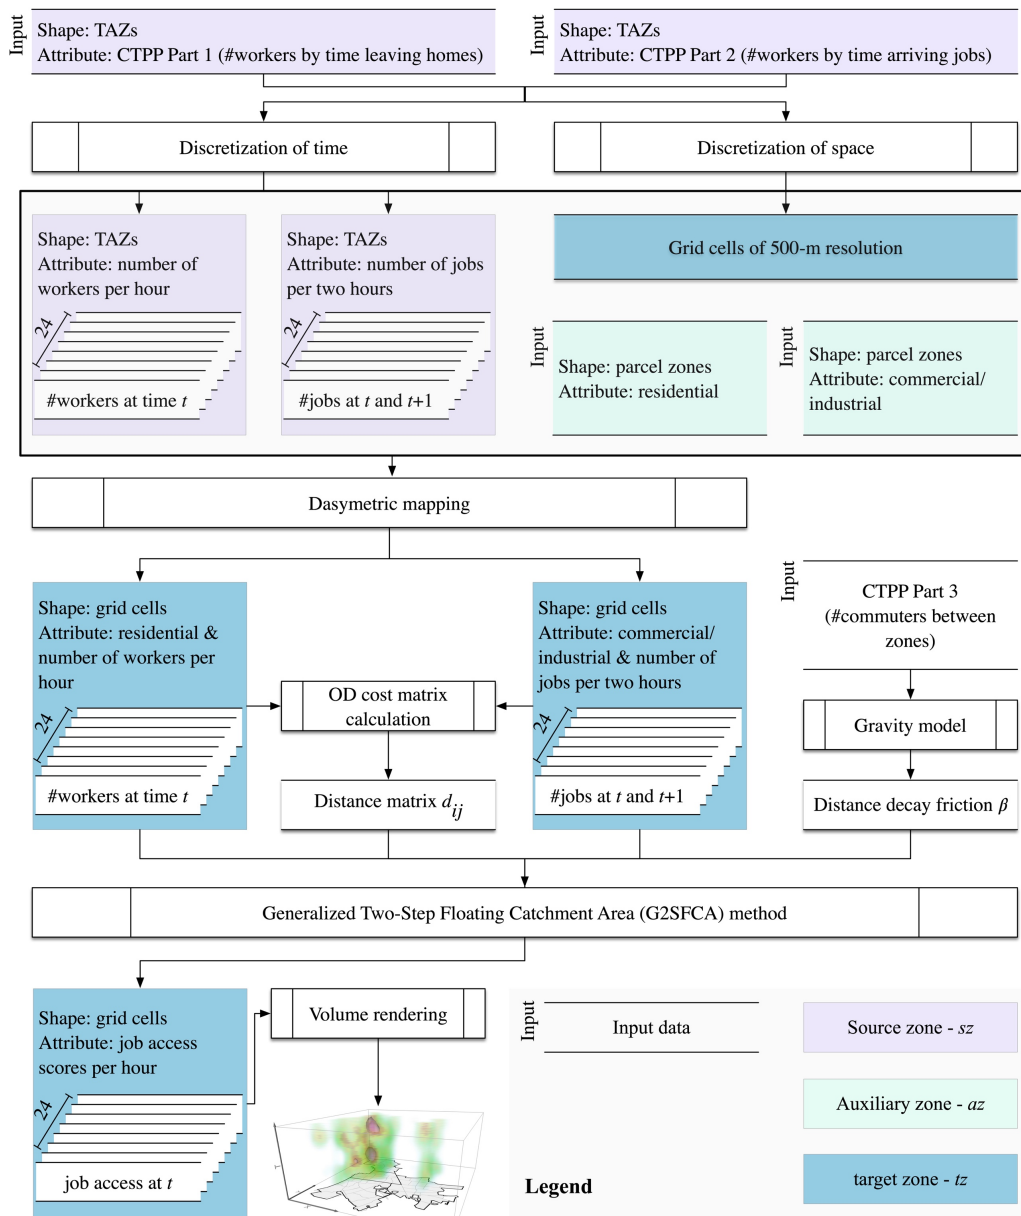 Input
Shape: TAZs
Attribute: CTPP Part 1 (#workers by time leaving homes)
Input
Shape: TAZs
Attribute: CTPP Part 2 (#workers by time arriving jobs)
Discretization of time
Discretization of space
Shape: TAZs
Attribute: number of
workers per hour
24
#workers at time t
Shape: TAZs
Attribute: number of jobs
per two hours
24
#jobs at t and t+1
Grid cells of 500-m resolution
Input
Shape: parcel zones
Attribute: residential
Input
Shape: parcel zones
Attribute: commercial/
industrial
Dasymetric mapping
Shape: grid cells
Attribute: residential &
number of workers per
hour
24
#workers at time t
OD cost matrix
calculation
Distance matrix dij
Shape: grid cells
Attribute: commercial/
industrial & number of
jobs per two hours
24
#jobs at t and t+1
Input
CTPP Part 3
(#commuters between
zones)
Gravity model
Distance decay friction β
Generalized Two-Step Floating Catchment Area (G2SFCA) method
Shape: grid cells
Attribute: job access
scores per hour
24
job access at t
Volume rendering
Input
Input data
Source zone - sz
Auxiliary zone - az
target zone - tz
Legend